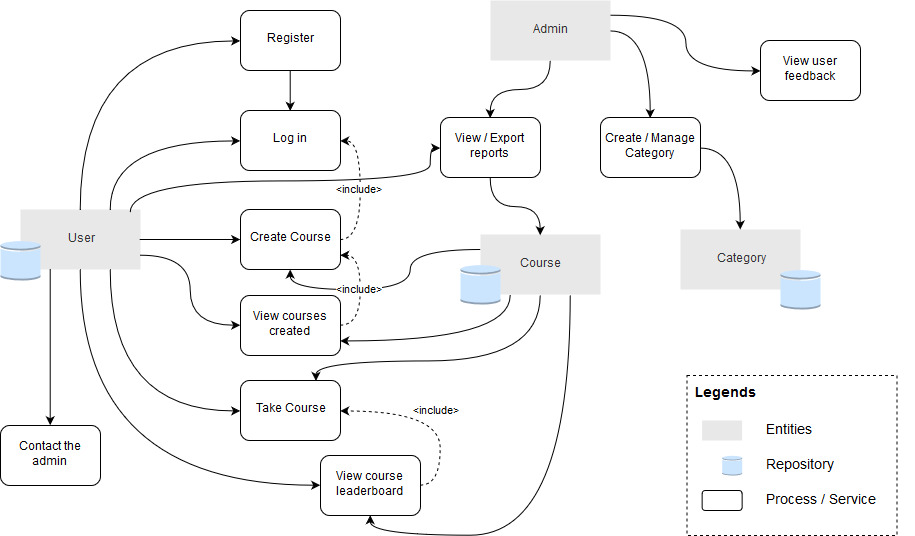 Register
Admin
View user
feedback
Log in
View / Export
reports
Create / Manage
Category
<include>
User
Create Course
Course
Category
<include>
View courses
created
Take Course
<include>
Contact the
admin
View course
leaderboard
Legends
Entities
Repository
Process / Service